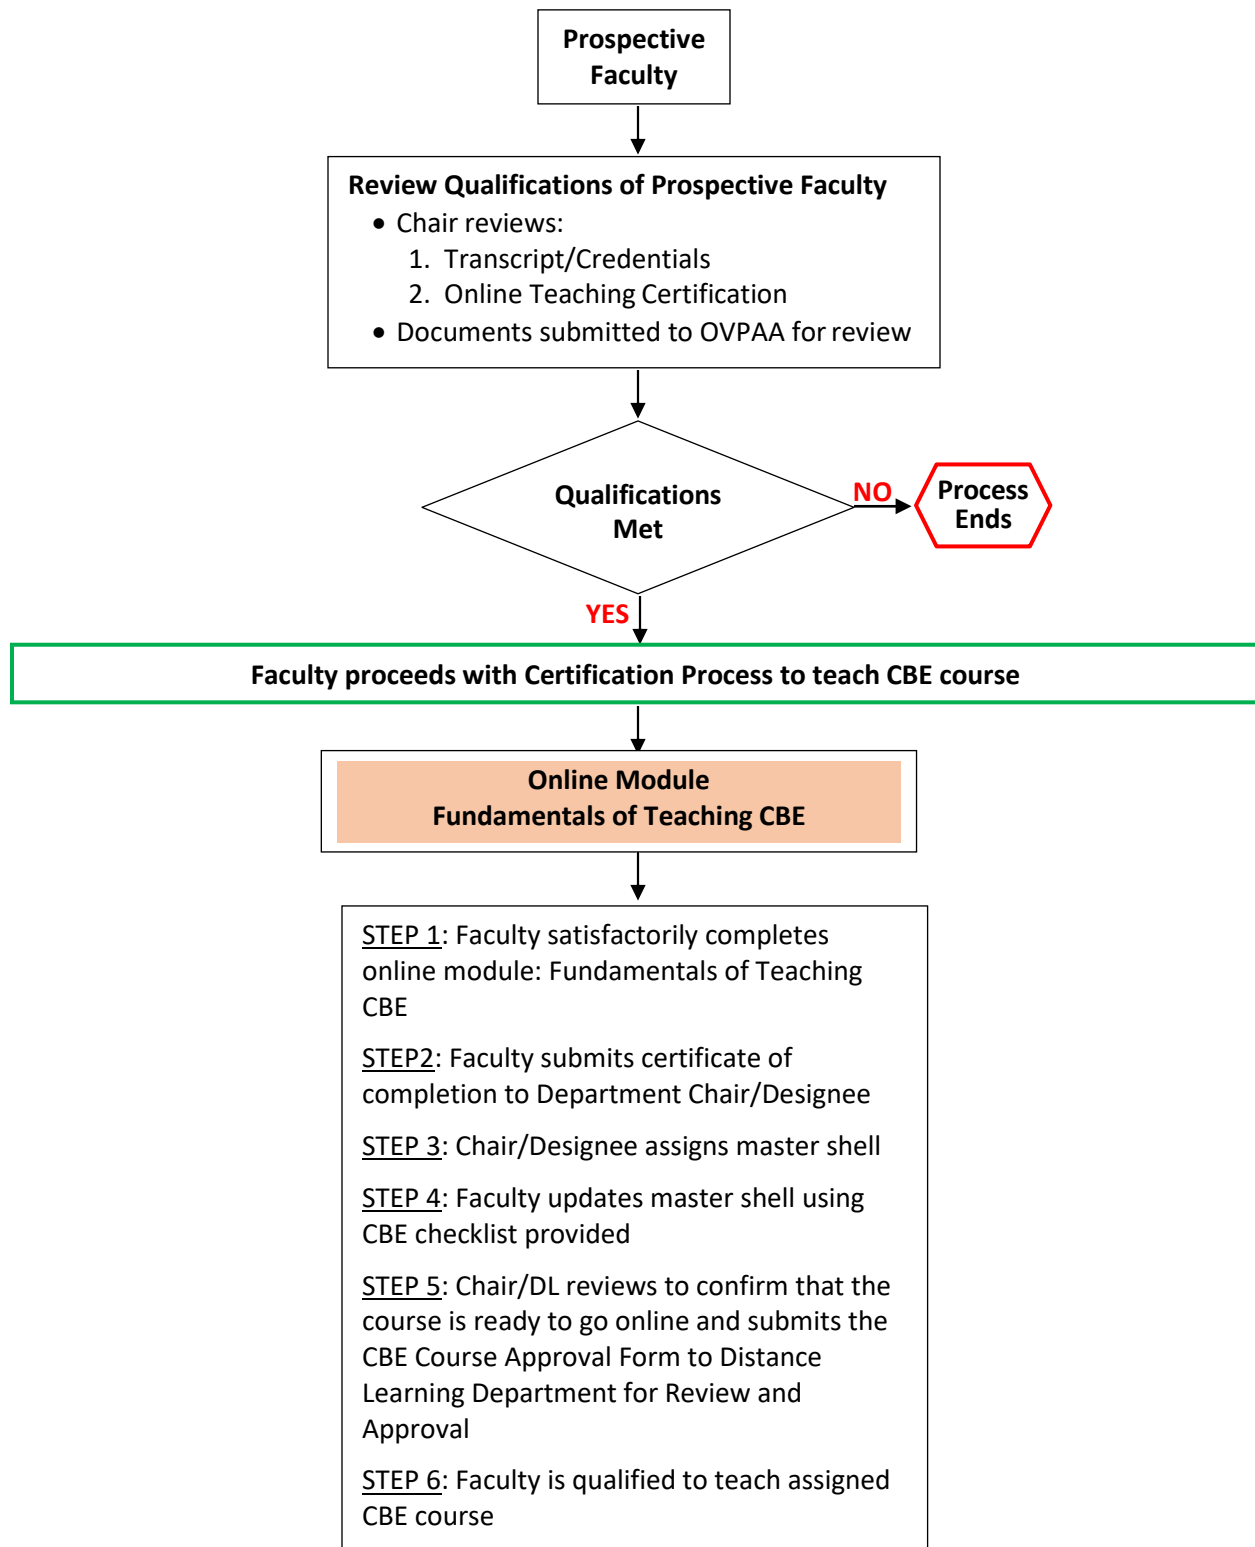 Prospective
Faculty
Review Qualifications of Prospective Faculty
• Chair reviews:
1. Transcript/Credentials
2. Online Teaching Certification
• Documents submitted to OVPAA for review
Qualifications
Met
NO
Process
Ends
YES
Faculty proceeds with Certification Process to teach CBE course
Online Module
Fundamentals of Teaching CBE
STEP 1: Faculty satisfactorily completes
online module: Fundamentals of Teaching
CBE
STEP2: Faculty submits certificate of
completion to Department Chair/Designee
STEP 3: Chair/Designee assigns master shell
STEP 4: Faculty updates master shell using
CBE checklist provided
STEP 5: Chair/DL reviews to confirm that the
course is ready to go online and submits the
CBE Course Approval Form to Distance
Learning Department for Review and
Approval
STEP 6: Faculty is qualified to teach assigned
CBE course